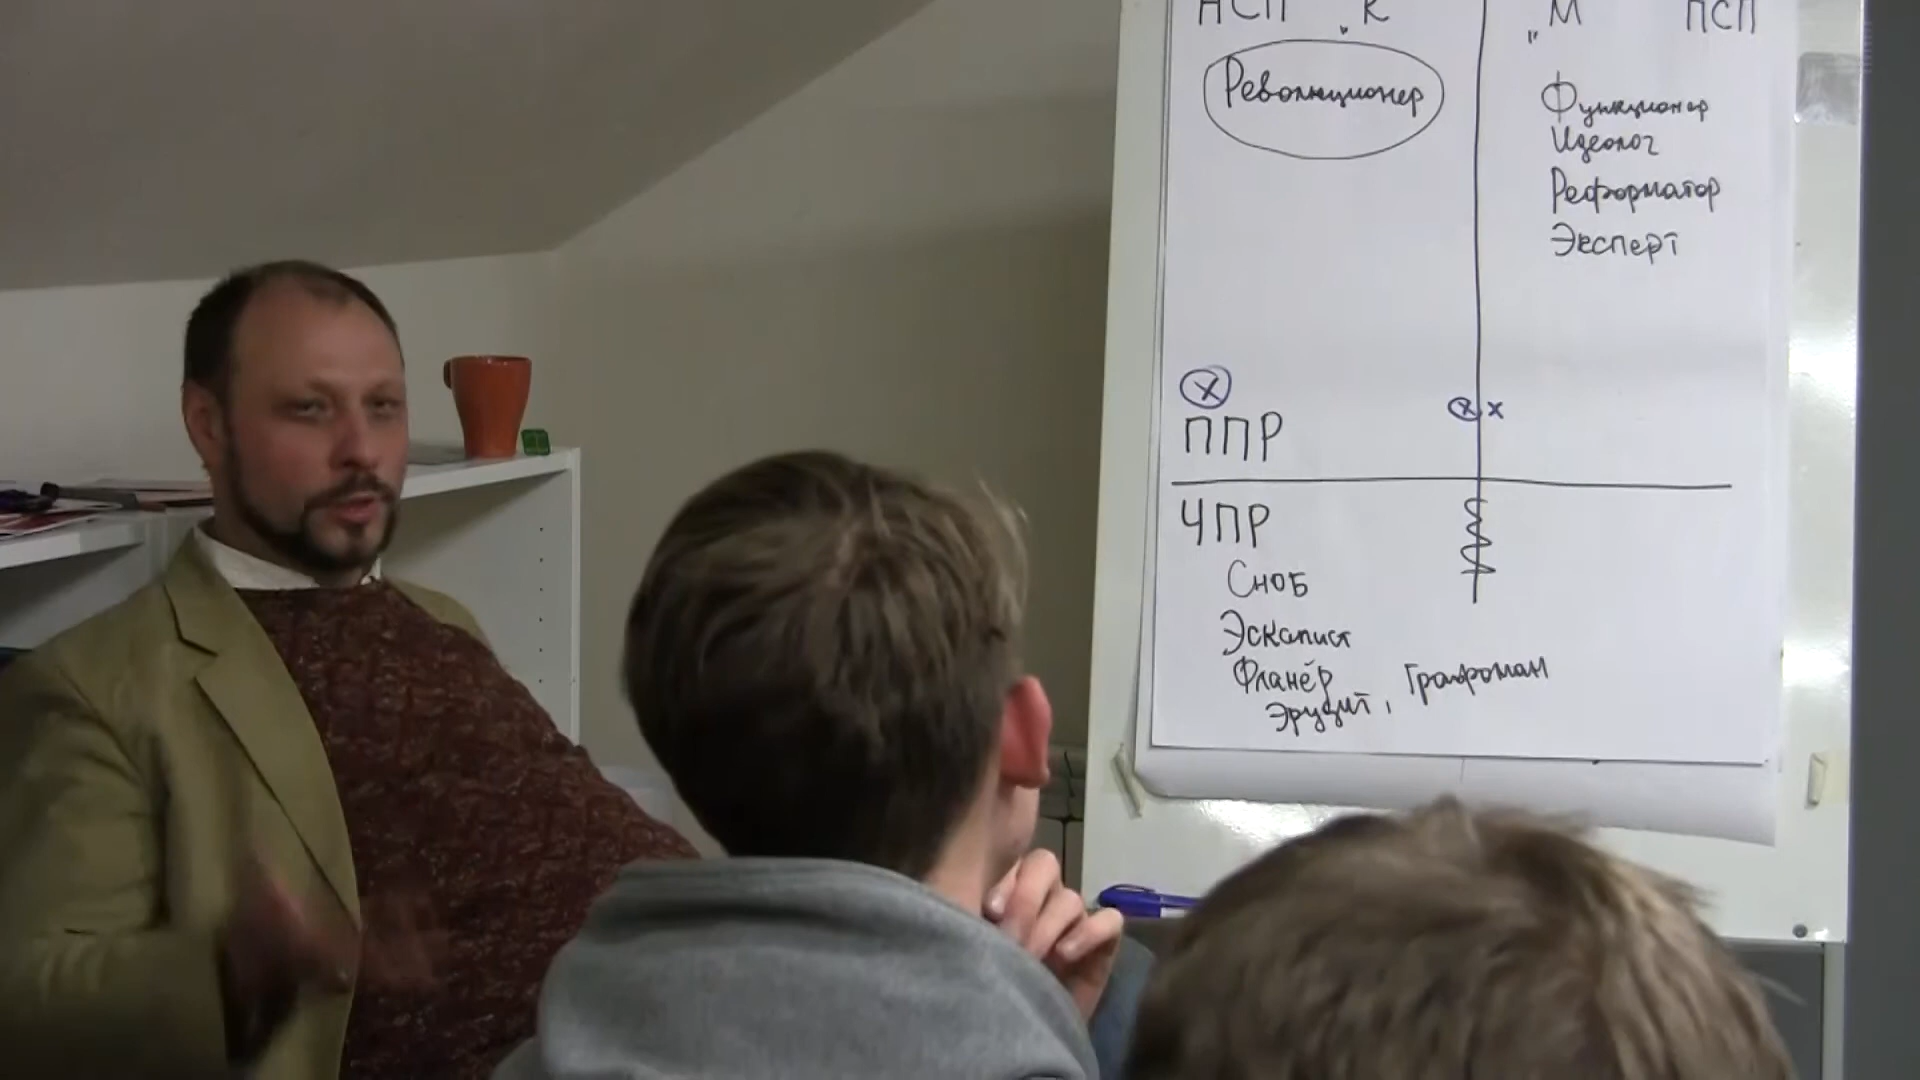 НСП „К „М ПСП
Революционер
Функционер
Идеолог
Реформатор
Эксперт
x
x x
ППР
ЧПР
Сноб
Эскапист
Фланёр
Эрудит, Графоман